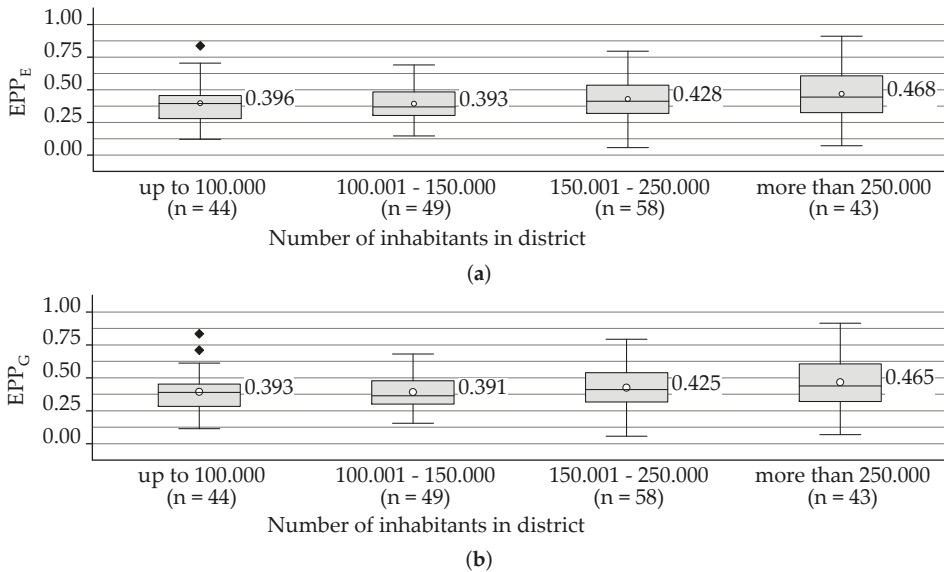 1.00
0.75
0.50
0.25
0.00
EPP_E
0.396
0.393
0.428
0.468
up to 100.000
(n = 44)
100.001 - 150.000
(n = 49)
150.001 - 250.000
(n = 58)
more than 250.000
(n = 43)
Number of inhabitants in district
(a)
1.00
0.75
0.50
0.25
0.00
EPP_G
0.393
0.391
0.425
0.465
up to 100.000
(n = 44)
100.001 - 150.000
(n = 49)
150.001 - 250.000
(n = 58)
more than 250.000
(n = 43)
Number of inhabitants in district
(b)